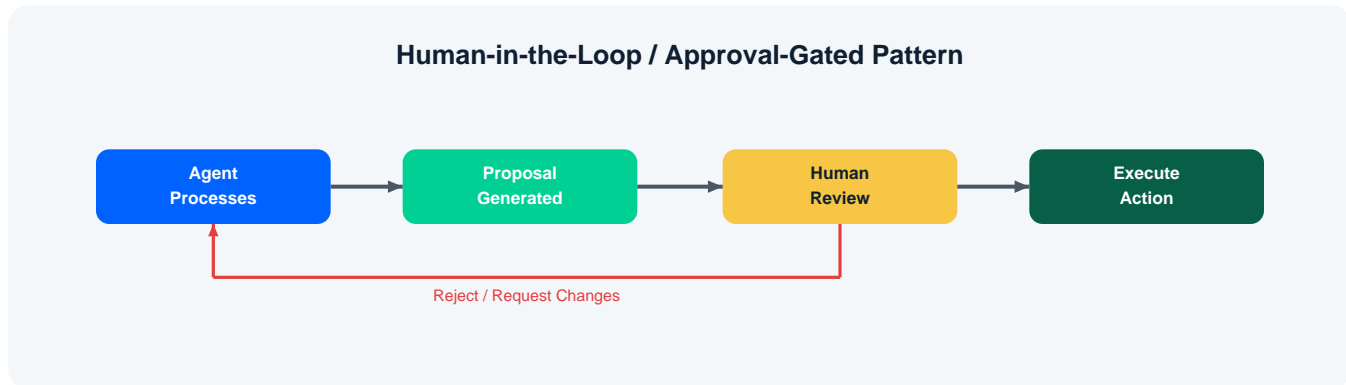 Human-in-the-Loop / Approval-Gated Pattern
Agent
Processes
Proposal
Generated
Human
Review
Execute
Action
Reject / Request Changes